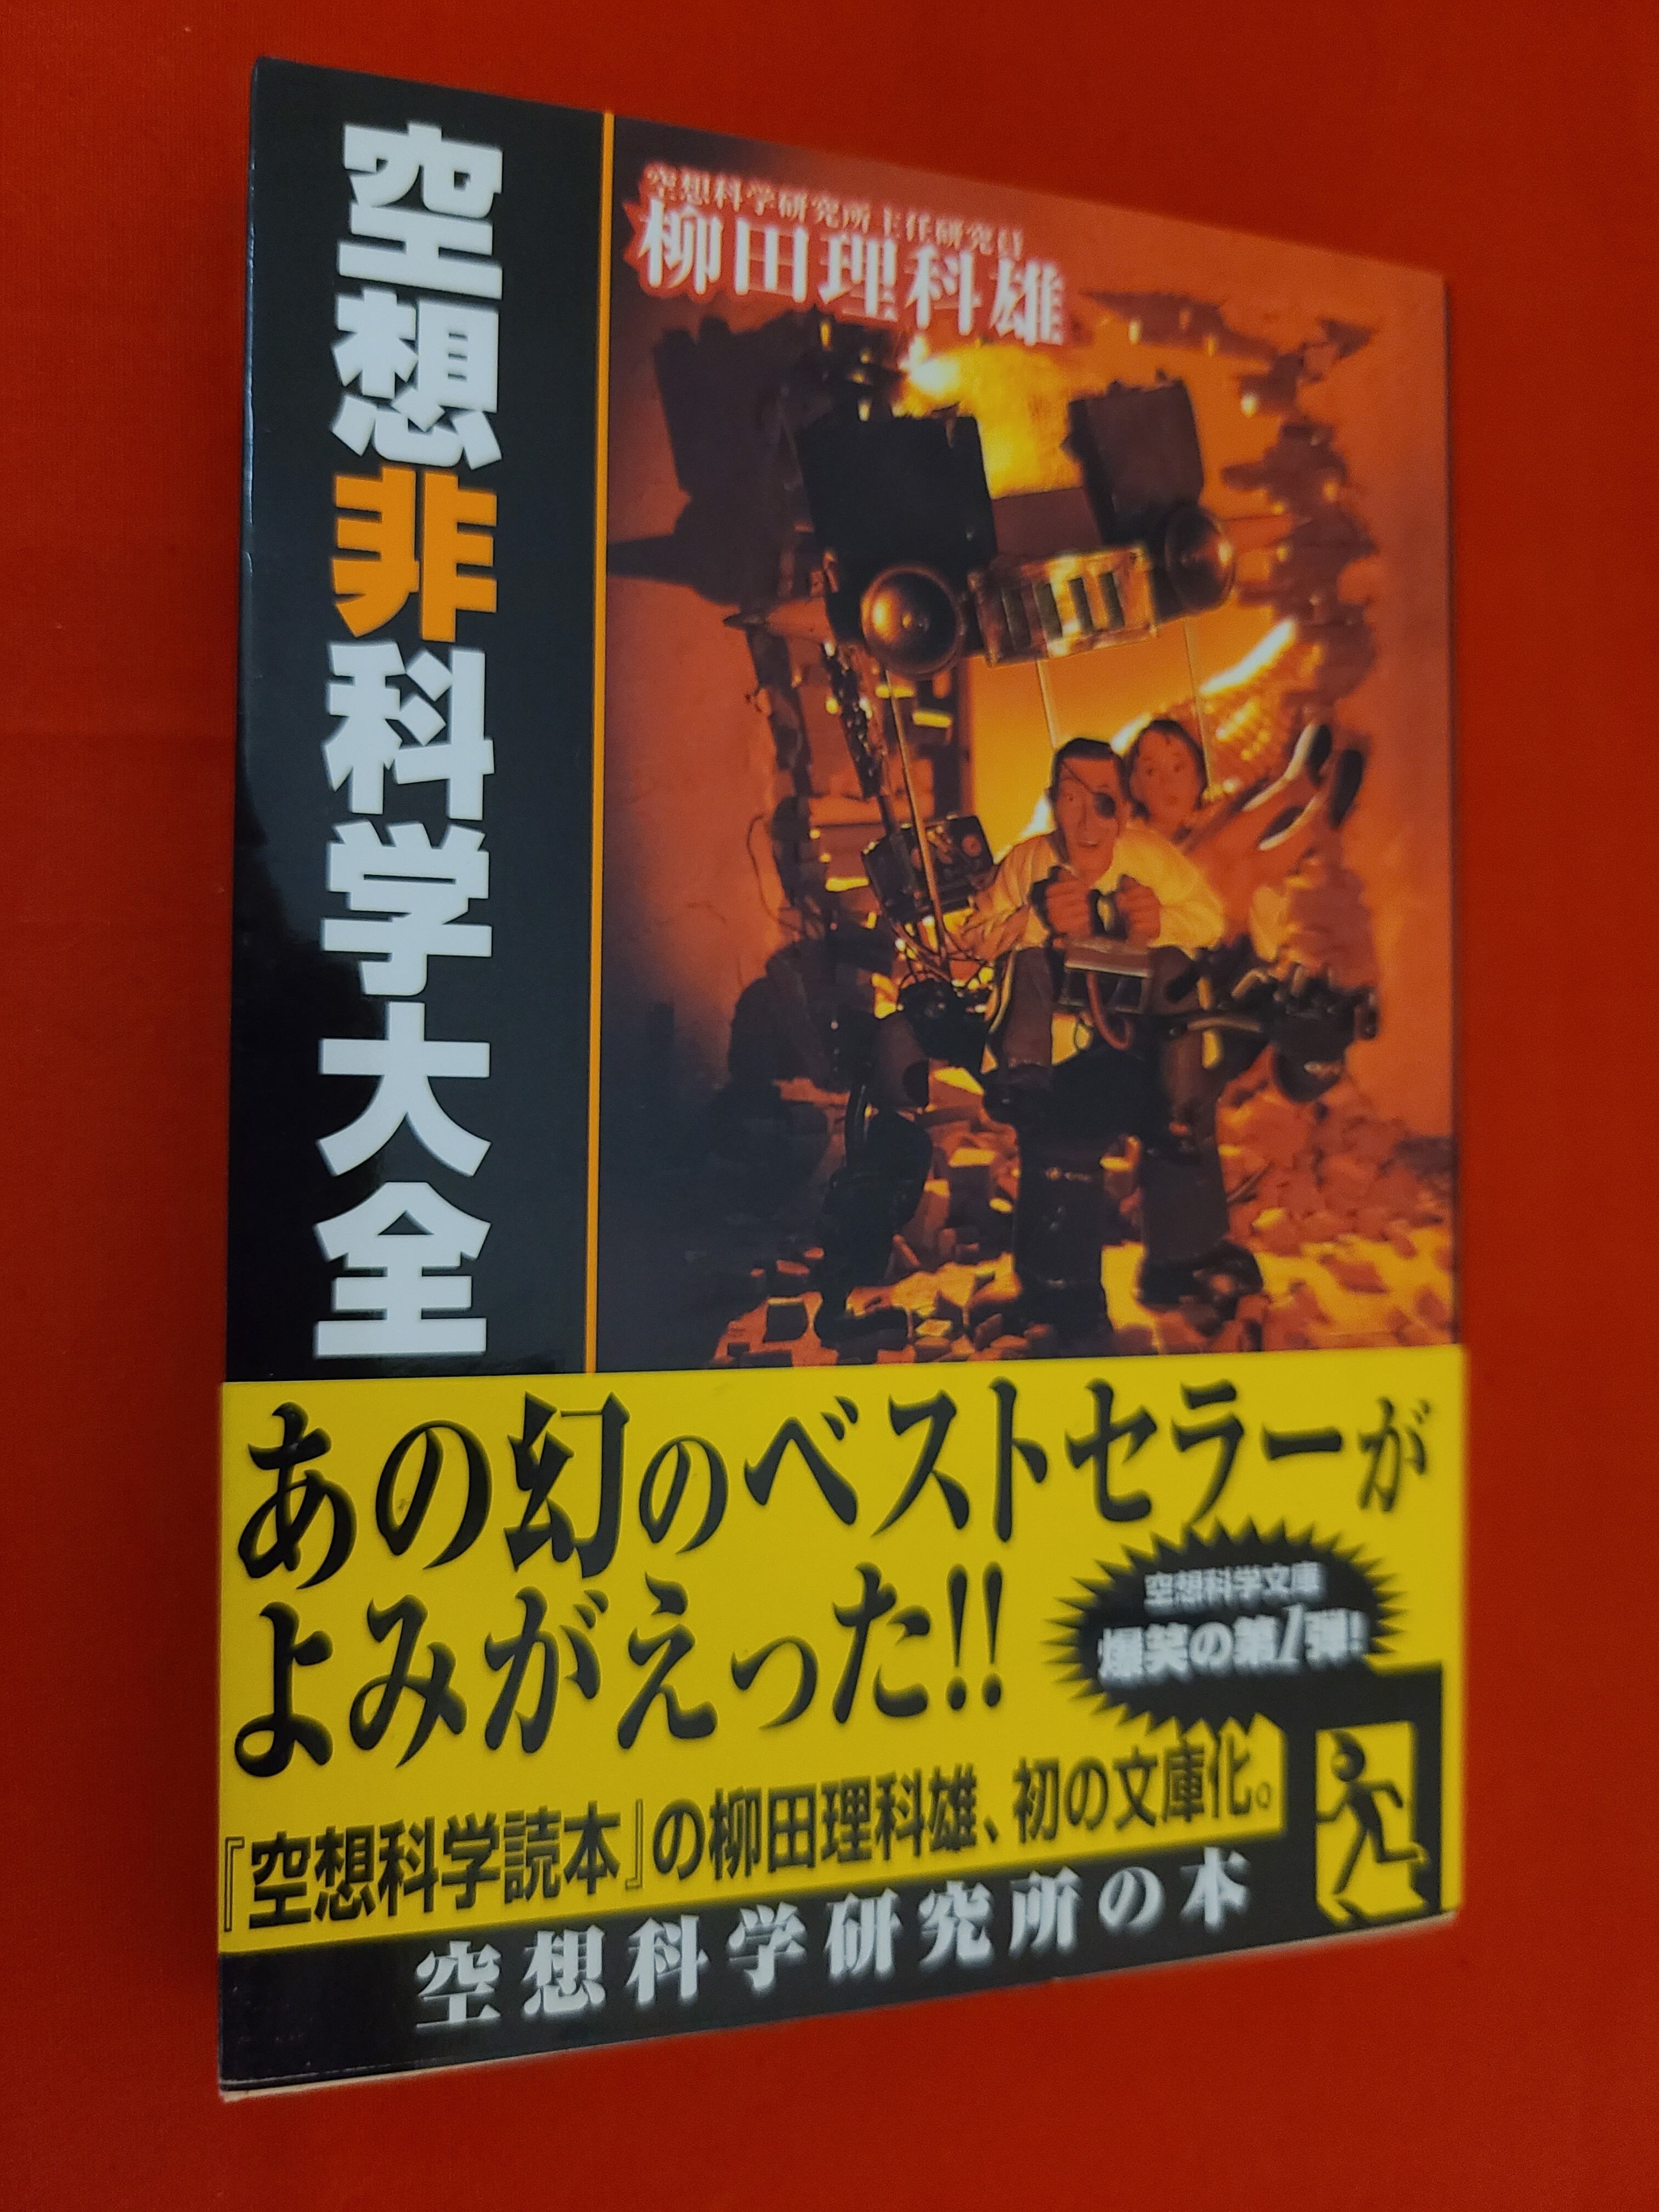 空想非科学大全
空想科学研究所主任研究員
柳田理科雄
あの幻のベストセラーが
よみがえった!!
空想科学文庫
爆笑の第1弾!
『空想科学読本』の柳田理科雄、初の文庫化。
空想科学研究所の本